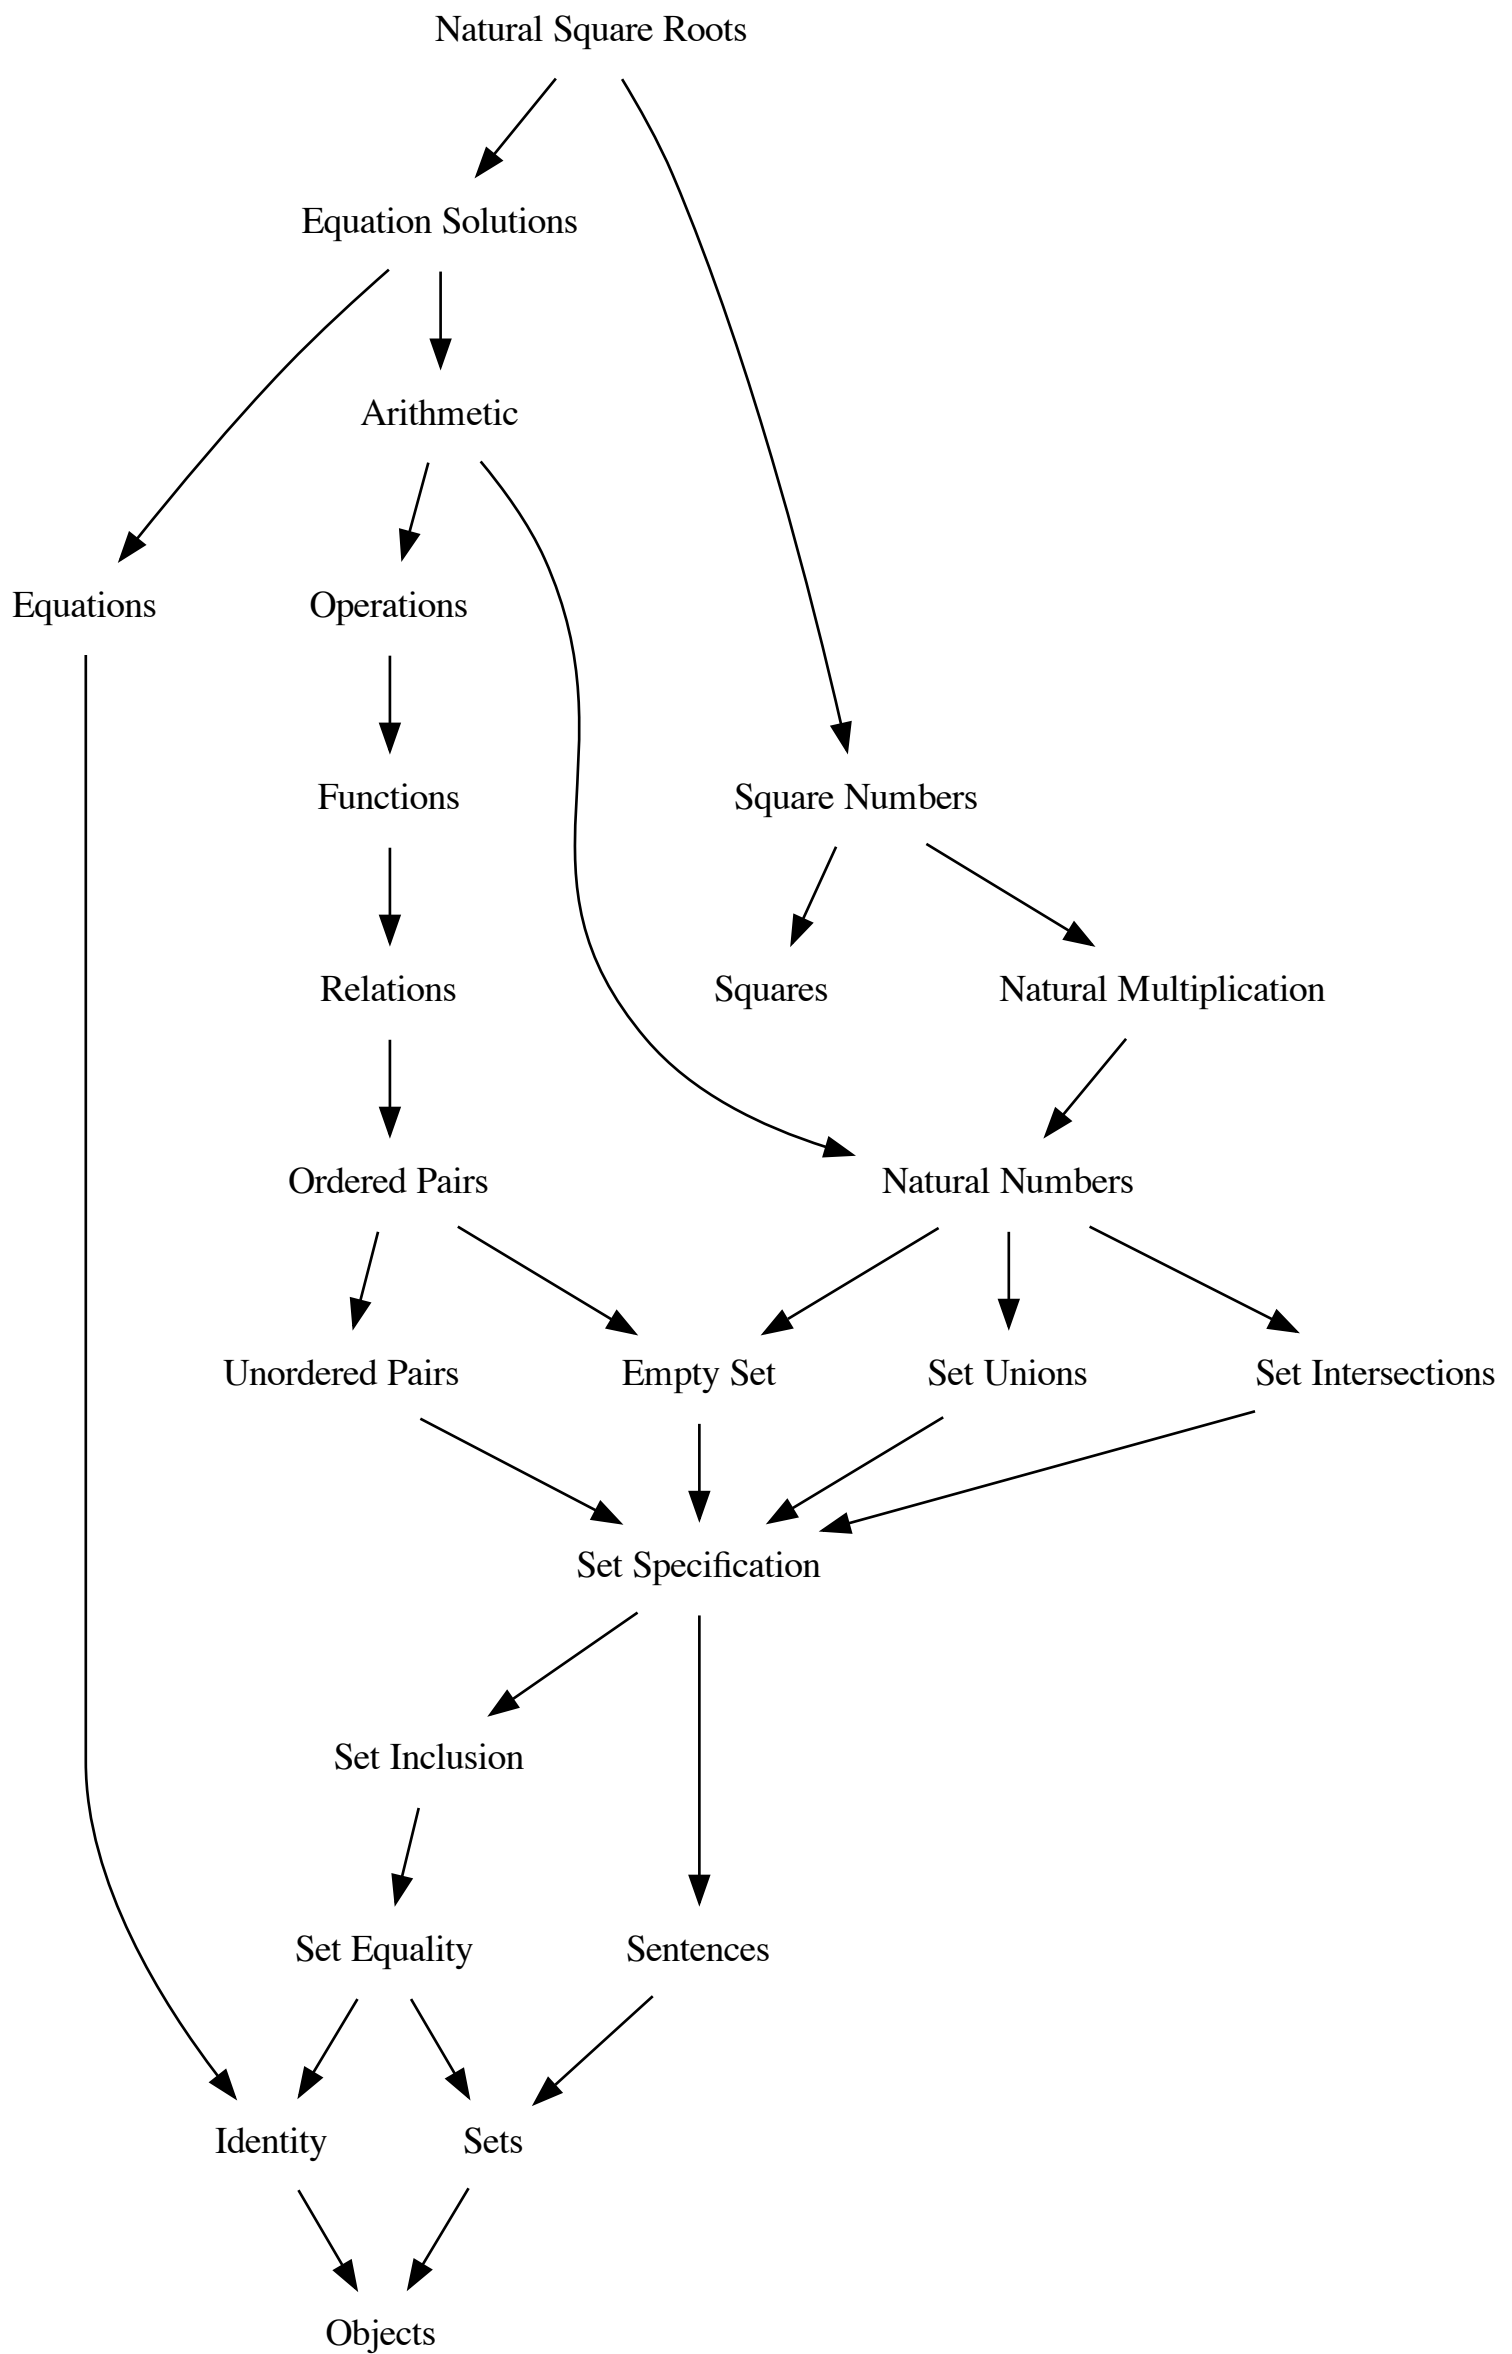 Natural Square Roots
Equation Solutions
Arithmetic
Equations
Operations
Functions
Square Numbers
Relations
Squares
Natural Multiplication
Ordered Pairs
Natural Numbers
Unordered Pairs
Empty Set
Set Unions
Set Intersections
Set Specification
Set Inclusion
Set Equality
Sentences
Identity
Sets
Objects